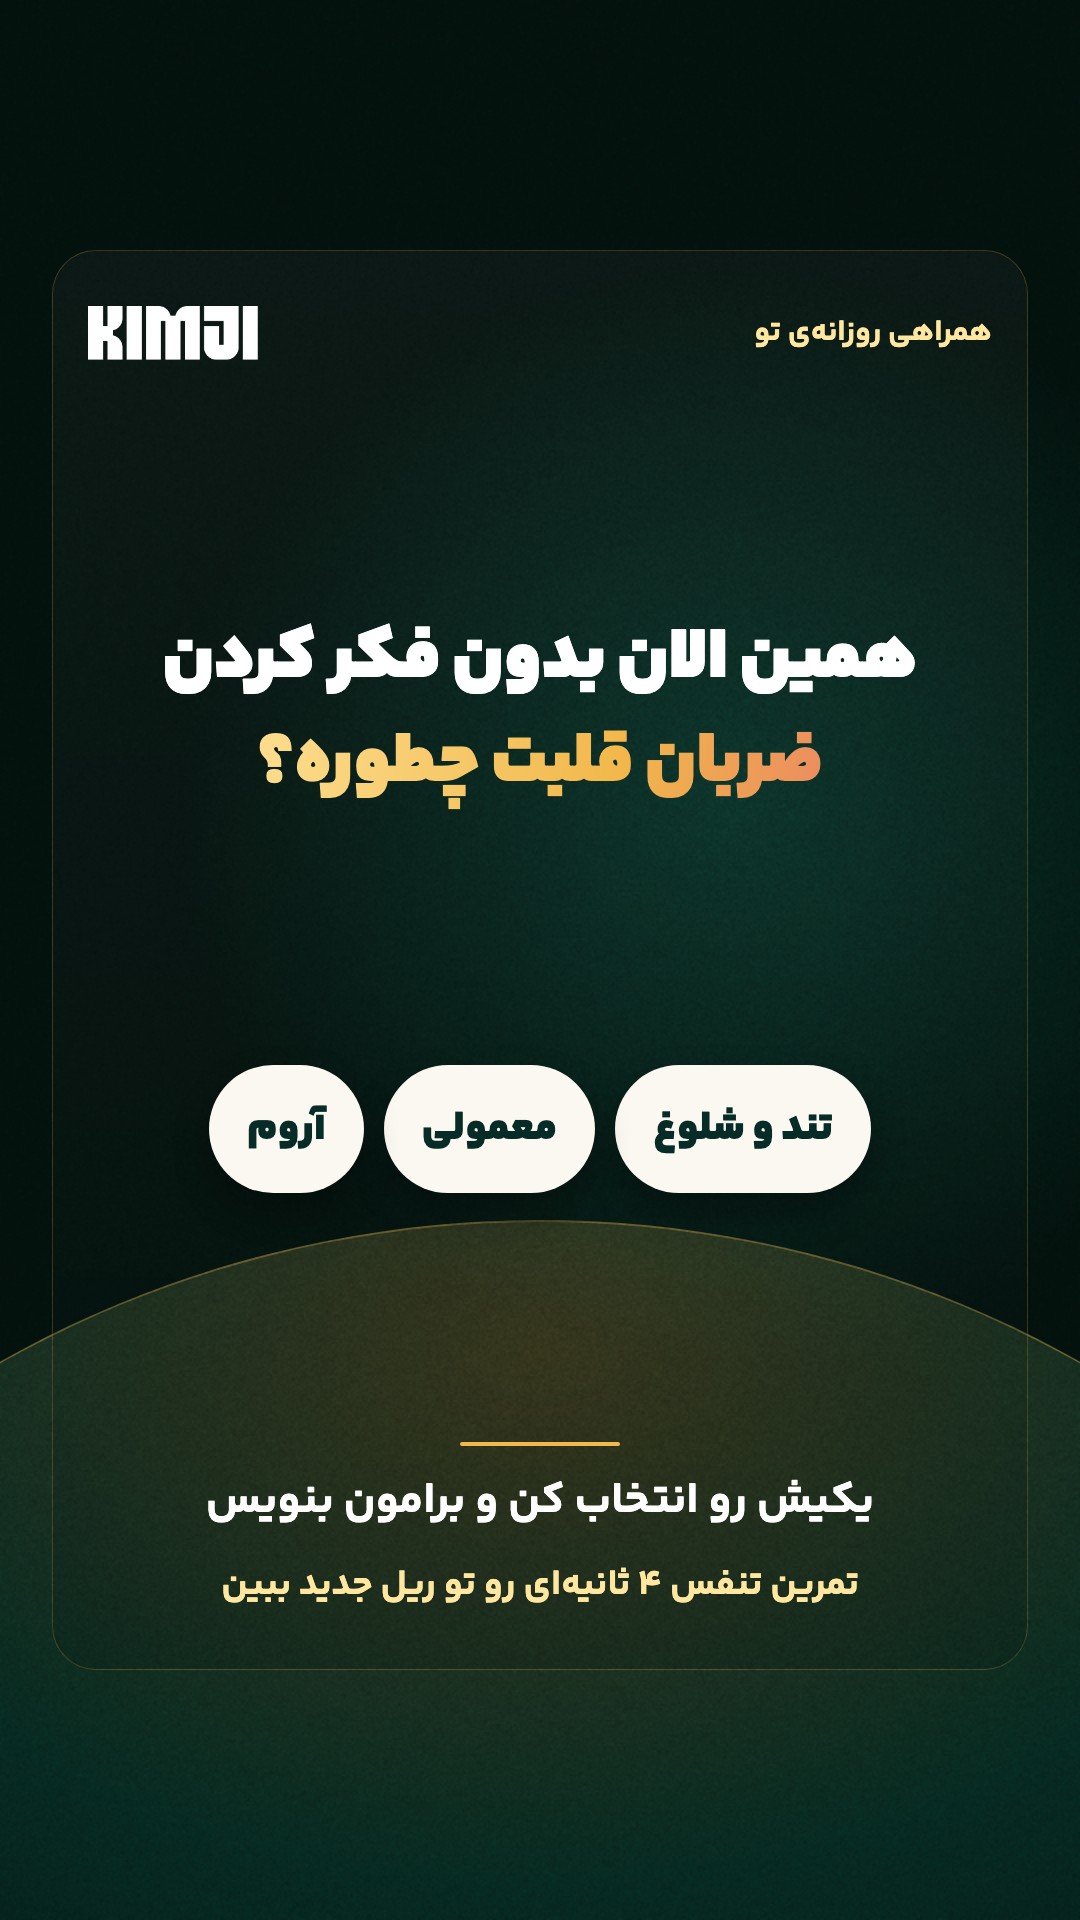 KIMJI
همراهی روزانه‌ی تو
همین الان بدون فکر کردن
ضربان قلبت چطوره؟
تند و شلوغ
معمولی
آروم
یکیش رو انتخاب کن و برامون بنویس
تمرین تنفس ۴ ثانیه‌ای رو تو ریل جدید ببین